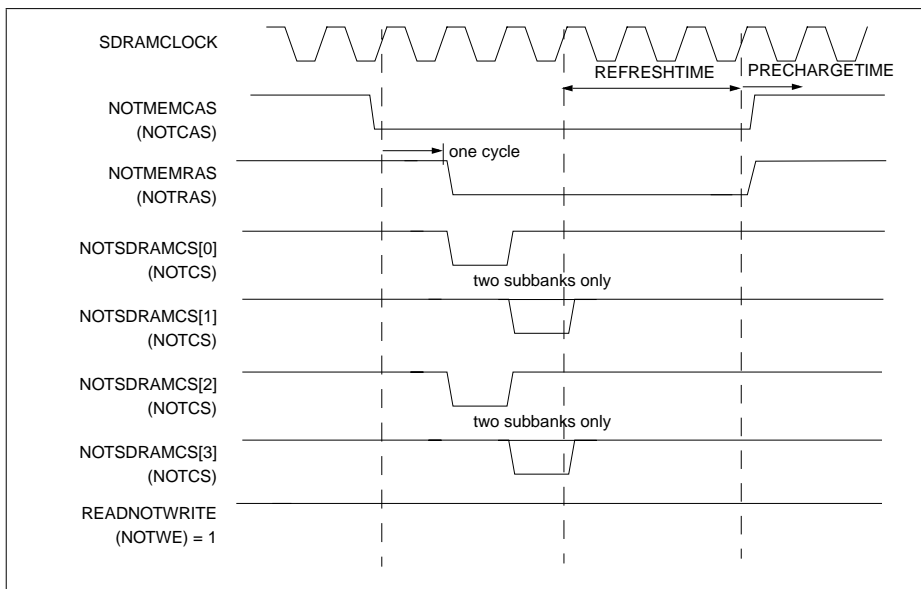 SDRAMCLOCK
REFRESHTIME
PRECHARGETIME
NOTMEMCAS
(NOTCAS)
one cycle
NOTMEMRAS
(NOTRAS)
NOTSDRAMCS[0]
(NOTCS)
two subbanks only
NOTSDRAMCS[1]
(NOTCS)
NOTSDRAMCS[2]
(NOTCS)
two subbanks only
NOTSDRAMCS[3]
(NOTCS)
READNOTWRITE
(NOTWE) = 1